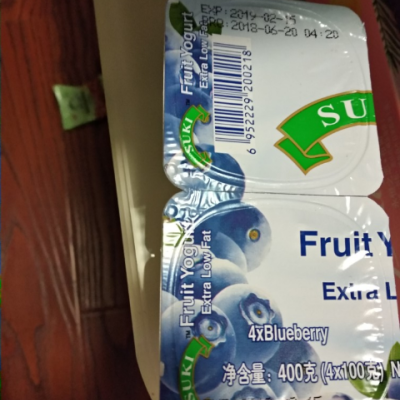 EXP: 2019-02-14
2018-06-20 04:20
Fruit Yogurt
Extra Low Fat
SUKI
6 952229 200218
SUKI
Fruit Yogurt
Extra Low Fat
SUKI
Fruit Y
Extra L
4xBlueberry
净含量: 400克 (4x100克) N